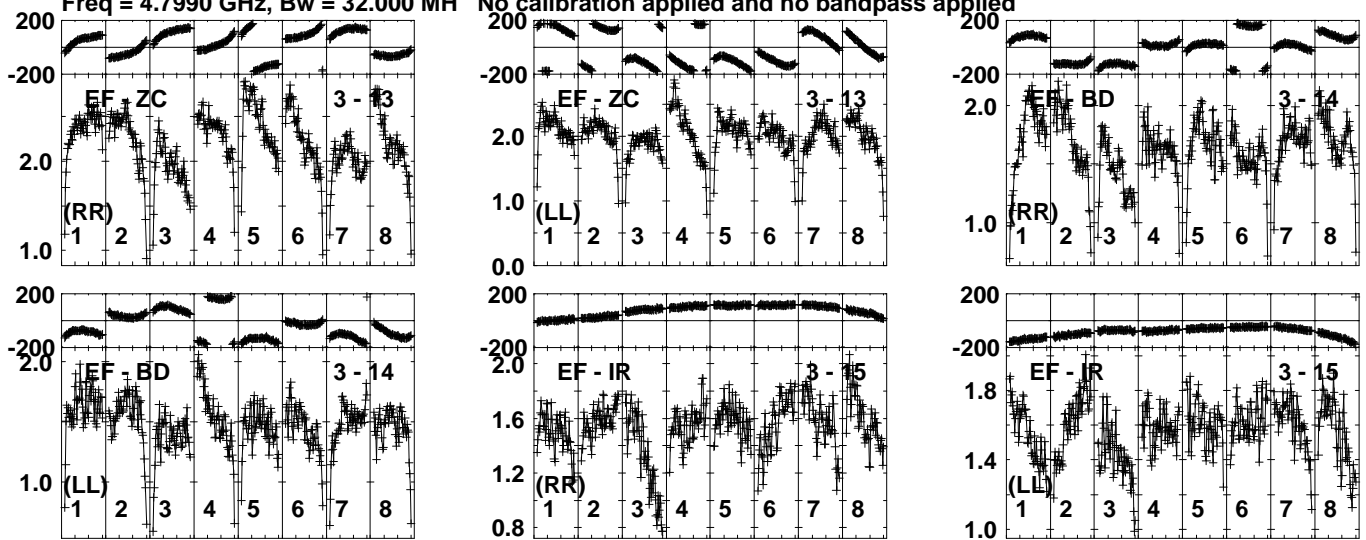 Freq = 4.7990 GHz, Bw = 32.000 MH No calibration applied and no bandpass applied
200
-200
EF - ZC 3 - 13
2.0
(RR)
1 2 3 4 5 6 7 8
1.0
200
-200
EF - ZC 3 - 13
2.0
1.0
(LL)
1 2 3 4 5 6 7 8
0.0
200
-200
EF - BD 3 - 14
2.0
1.0
(RR)
1 2 3 4 5 6 7 8
200
-200
2.0
EF - BD 3 - 14
1.0
(LL)
1 2 3 4 5 6 7 8
200
-200
2.0
EF - IR 3 - 15
1.6
1.2
(RR)
1 2 3 4 5 6 7 8
0.8
200
-200
EF - IR 3 - 15
1.8
1.4
(LL)
1 2 3 4 5 6 7 8
1.0